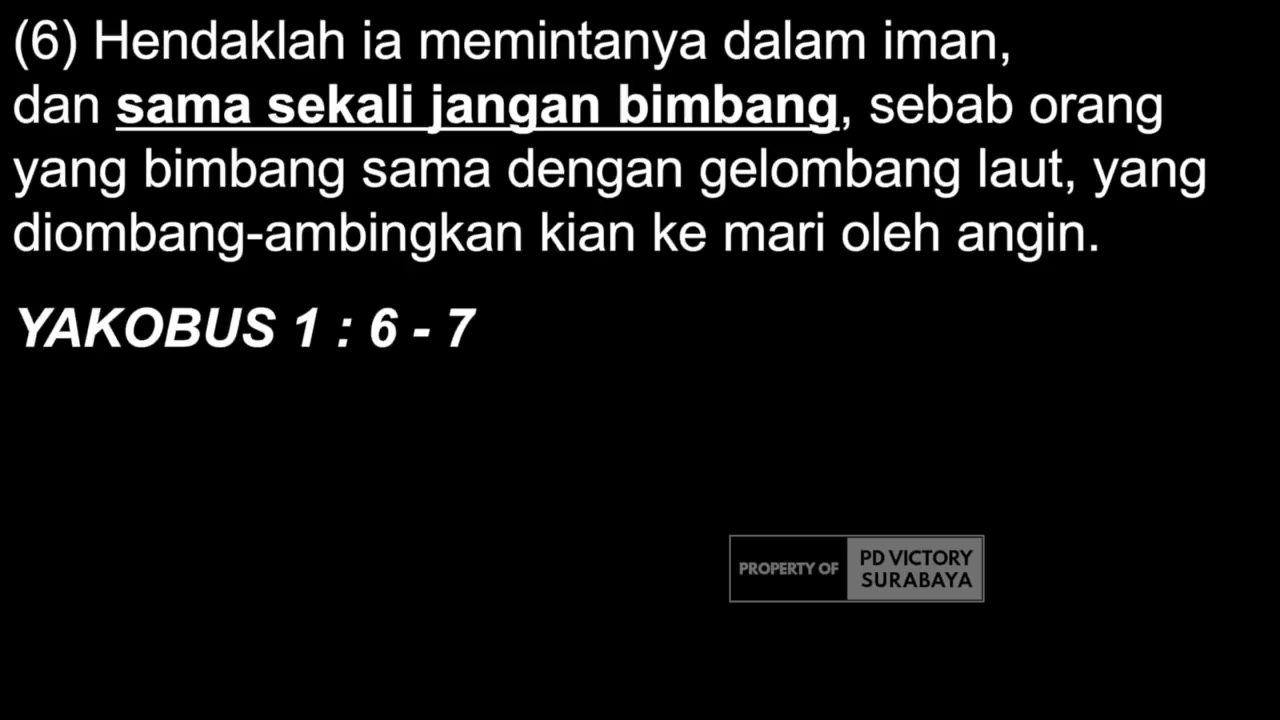 (6) Hendaklah ia memintanya dalam iman,
dan sama sekali jangan bimbang, sebab orang
yang bimbang sama dengan gelombang laut, yang
diombang-ambingkan kian ke mari oleh angin.
YAKOBUS 1 : 6 - 7
PROPERTY OF
PD VICTORY
SURABAYA